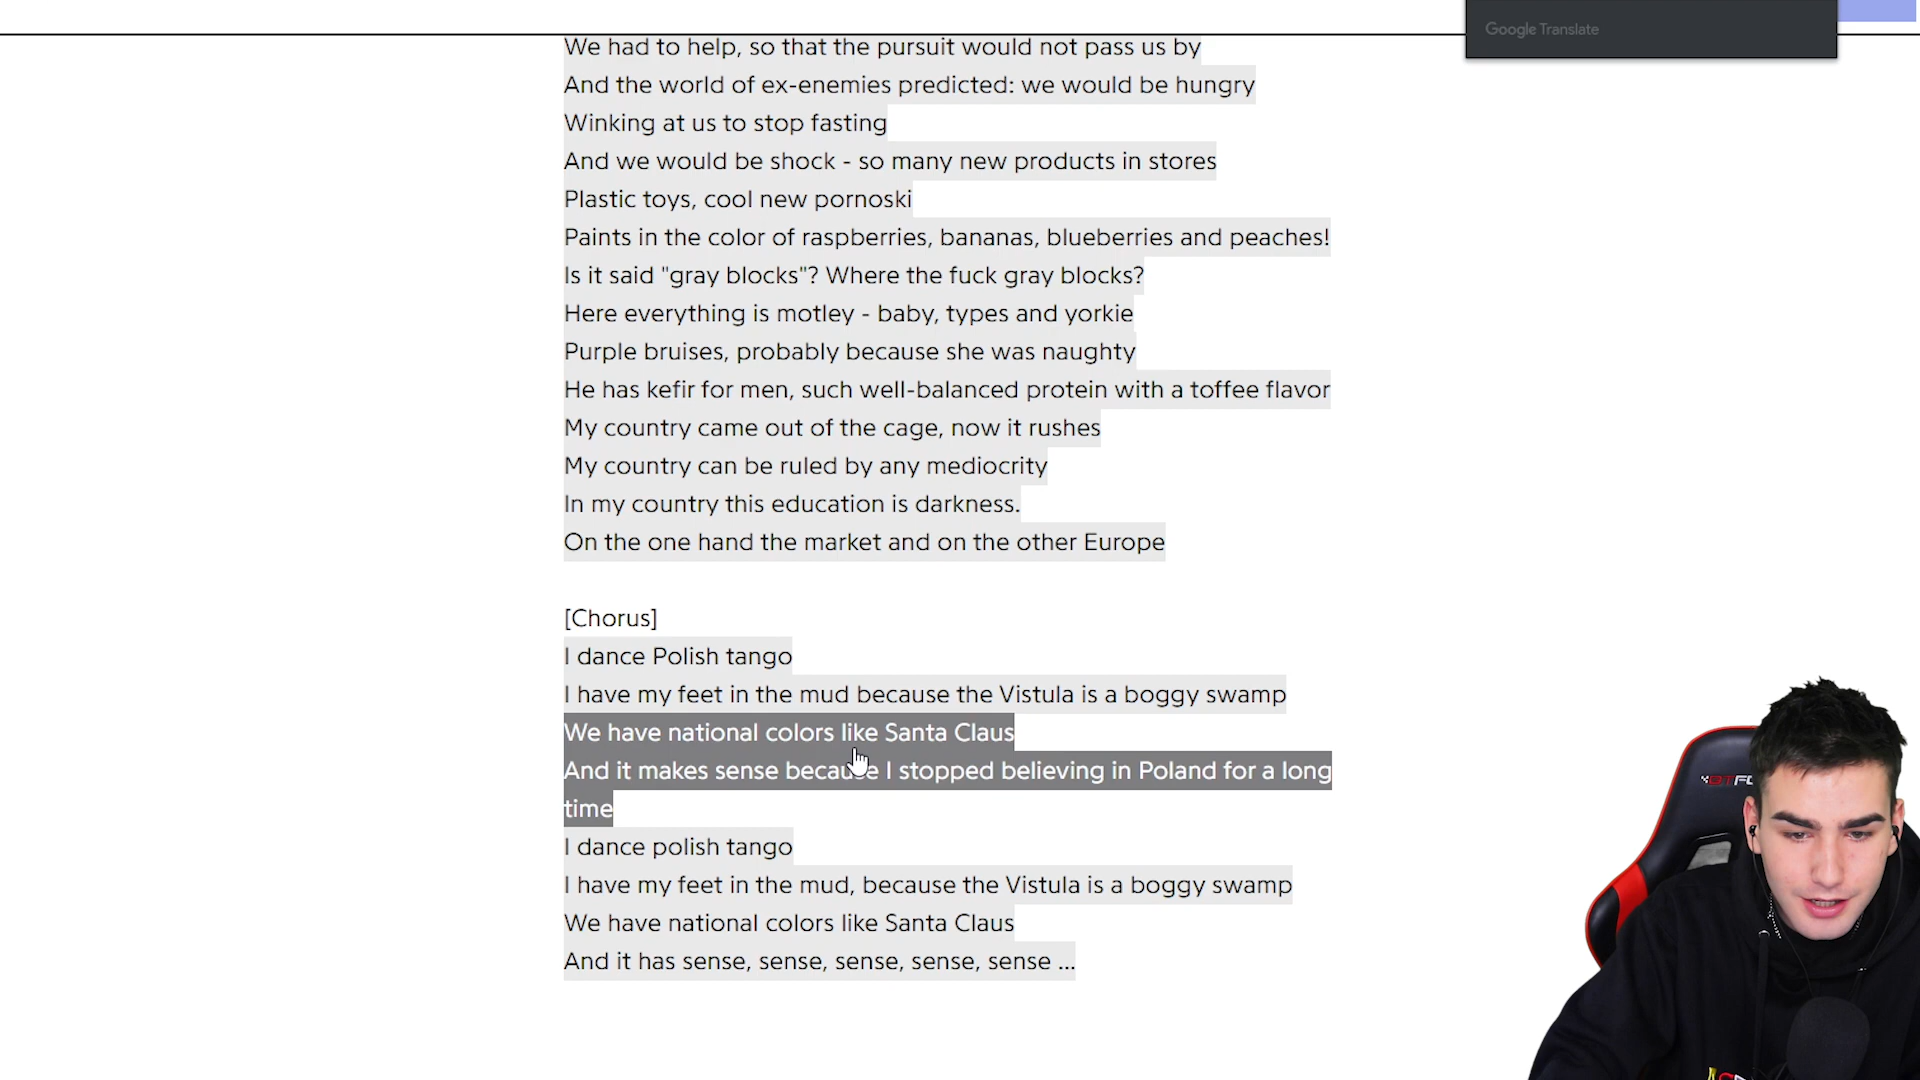 Google Translate
We had to help, so that the pursuit would not pass us by
And the world of ex-enemies predicted: we would be hungry
Winking at us to stop fasting
And we would be shock - so many new products in stores
Plastic toys, cool new pornoski
Paints in the color of raspberries, bananas, blueberries and peaches!
Is it said "gray blocks"? Where the fuck gray blocks?
Here everything is motley - baby, types and yorkie
Purple bruises, probably because she was naughty
He has kefir for men, such well-balanced protein with a toffee flavor
My country came out of the cage, now it rushes
My country can be ruled by any mediocrity
In my country this education is darkness.
On the one hand the market and on the other Europe
[Chorus]
I dance Polish tango
I have my feet in the mud because the Vistula is a boggy swamp
We have national colors like Santa Claus
And it makes sense because I stopped believing in Poland for a long
time
I dance polish tango
I have my feet in the mud, because the Vistula is a boggy swamp
We have national colors like Santa Claus
And it has sense, sense, sense, sense, sense ...